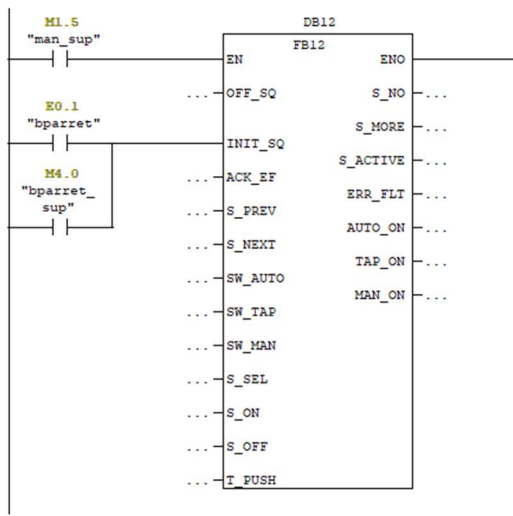 DB12
M1.5
"man_sup"
FB12
EN
ENO
... OFF_SQ
S_NO ...
E0.1
"bparret"
S_MORE ...
INIT_SQ
S_ACTIVE ...
M4.0
"bparret_
sup"
... ACK_EF
ERR_FLT ...
... S_PREV
AUTO_ON ...
... S_NEXT
TAP_ON ...
... SW_AUTO
MAN_ON ...
... SW_TAP
... SW_MAN
... S_SEL
... S_ON
... S_OFF
... T_PUSH